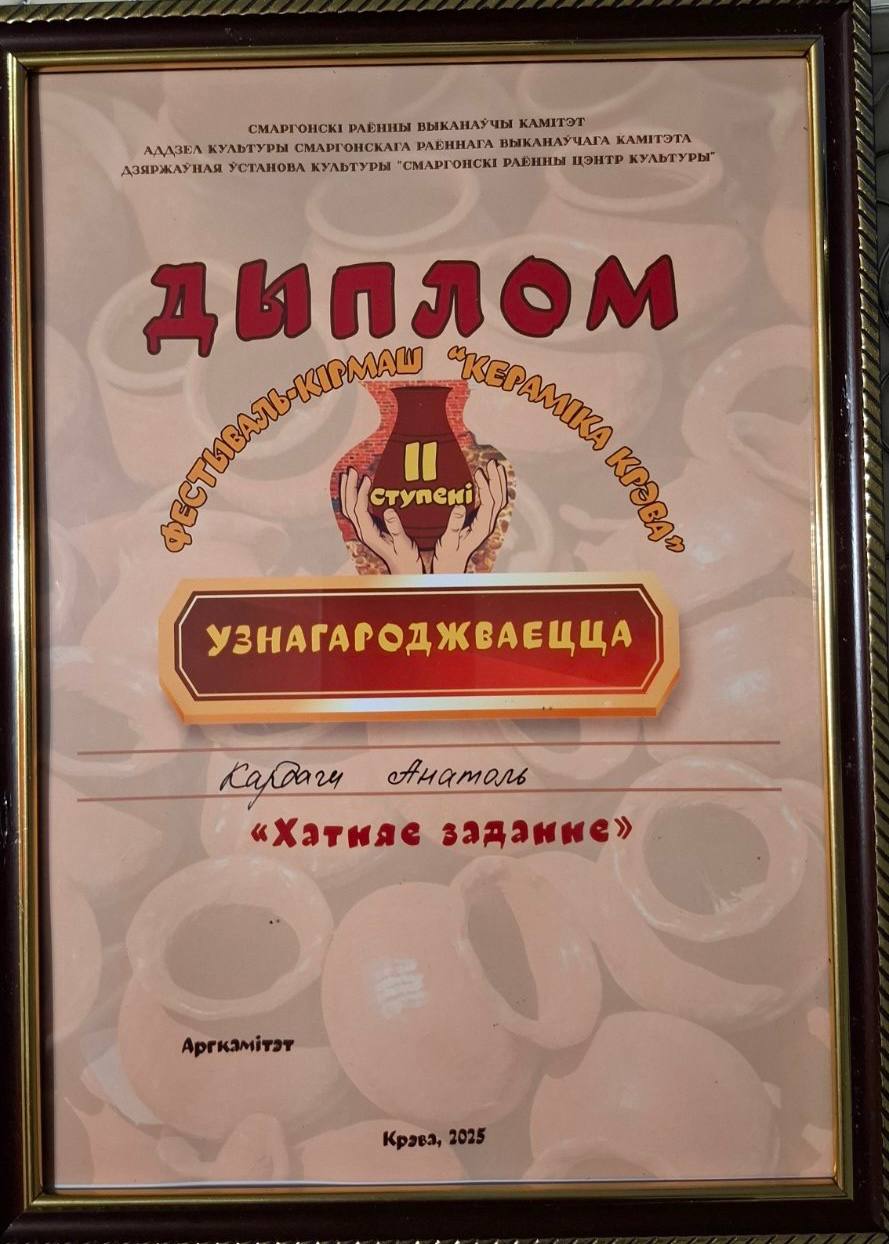 СМАРГОНСКІ РАЁННЫ ВЫКАНАЎЧЫ КАМІТЭТ
АДДЗЕЛ КУЛЬТУРЫ СМАРГОНСКАГА РАЁННАГА ВЫКАНАЎЧАГА КАМІТЭТА
ДЗЯРЖАЎНАЯ ЎСТАНОВА КУЛЬТУРЫ "СМАРГОНСКІ РАЁННЫ ЦЭНТР КУЛЬТУРЫ"
ДЫПЛОМ
ФЕСТЫВАЛЬ-КІРМАШ "КЕРАМІКА КРЭВА"
II
ступені
УЗНАГАРОДЖВАЕЦЦА
Анатоль
«Хатняе заданне»
Аргкамітэт
Крэва, 2025